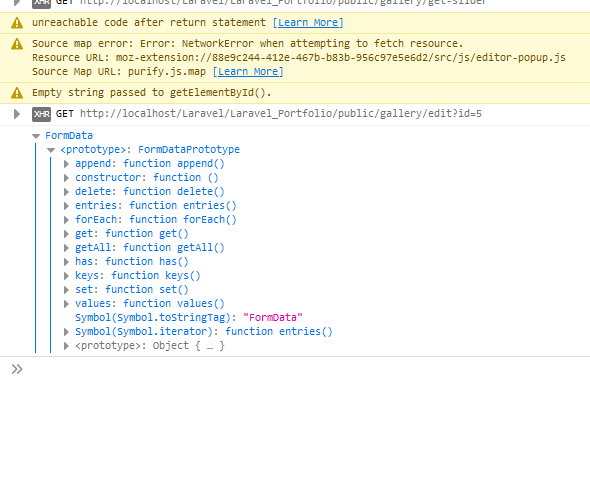 XHR GET http://localhost/Laravel/Laravel_Portfolio/public/gallery/get-slider
unreachable code after return statement [Learn More]
Source map error: Error: NetworkError when attempting to fetch resource.
Resource URL: moz-extension://88e9c244-412e-467b-b83b-956c97e5e6d2/src/js/editor-popup.js
Source Map URL: purify.js.map [Learn More]
Empty string passed to getElementById().
XHR GET http://localhost/Laravel/Laravel_Portfolio/public/gallery/edit?id=5
FormData
<prototype>: FormDataPrototype
append: function append()
constructor: function ()
delete: function delete()
entries: function entries()
forEach: function forEach()
get: function get()
getAll: function getAll()
has: function has()
keys: function keys()
set: function set()
values: function values()
Symbol(Symbol.toStringTag): "FormData"
Symbol(Symbol.iterator): function entries()
<prototype>: Object { … }